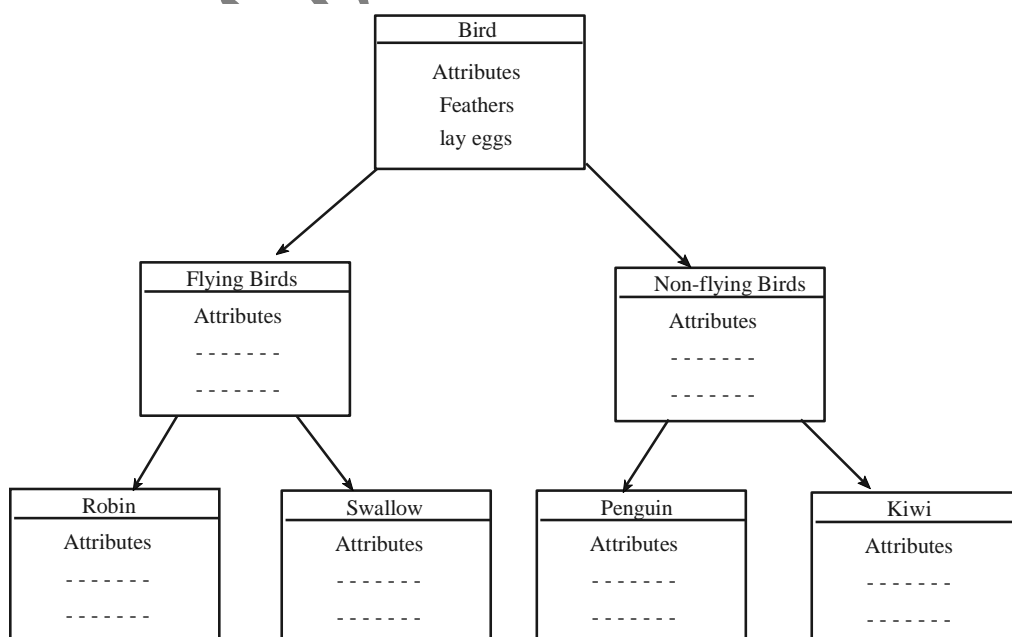 Bird
Attributes
Feathers
lay eggs
Flying Birds
Attributes
- - - - - - -
- - - - - - -
Non-flying Birds
Attributes
- - - - - - -
- - - - - - -
Robin
Attributes
- - - - - - -
- - - - - - -
Swallow
Attributes
- - - - - - -
- - - - - - -
Penguin
Attributes
- - - - - - -
- - - - - - -
Kiwi
Attributes
- - - - - - -
- - - - - - -